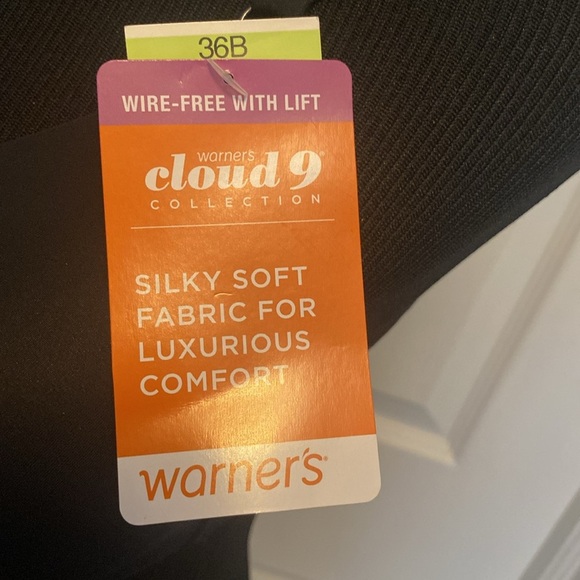 36B
WIRE-FREE WITH LIFT
warner's
cloud 9®
COLLECTION
SILKY SOFT
FABRIC FOR
LUXURIOUS
COMFORT
warner's®